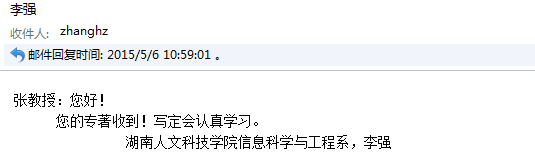 李强
收件人: zhanghz
邮件回复时间: 2015/5/6 10:59:01 。
张教授：您好！
您的专著收到！写定会认真学习。
湖南人文科技学院信息科学与工程系，李强